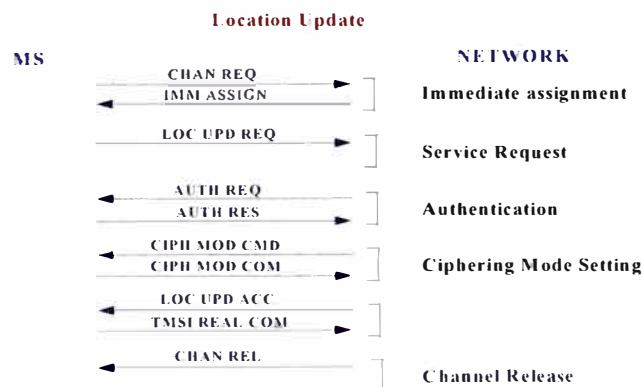 Location Update
MS
NETWORK
CHAN REQ
IMM ASSIGN
Immediate assignment
LOC UPD REQ
Service Request
AUTH REQ
AUTH RES
Authentication
CIPH MOD CMD
CIPH MOD COM
Ciphering Mode Setting
LOC UPD ACC
TMSI REAL COM
CHAN REL
Channel Release